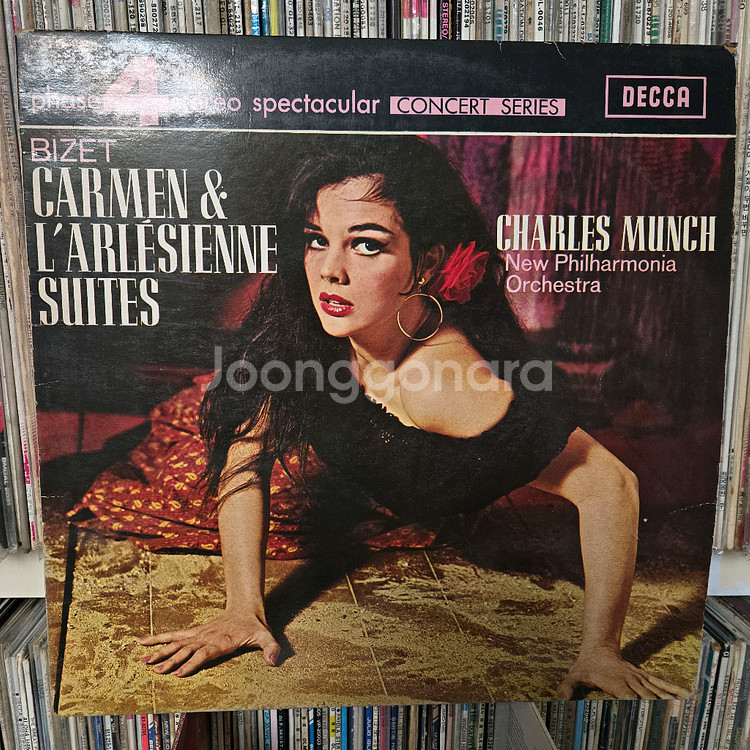 phase 4 stereo spectacular CONCERT SERIES
DECCA
BIZET
CARMEN &
L'ARLÉSIENNE
SUITES
CHARLES MUNCH
New Philharmonia
Orchestra
Joonggonara